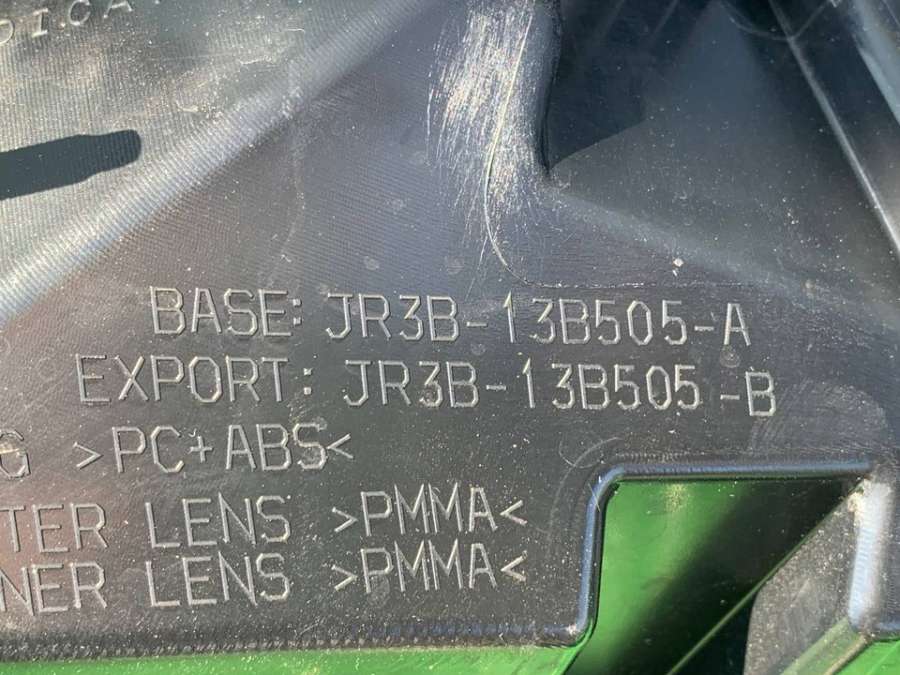 BASE: JR3B-13B505-A
EXPORT: JR3B-13B505-B
>PC+ABS<
LENS >PMMA<
LENS >PMMA<